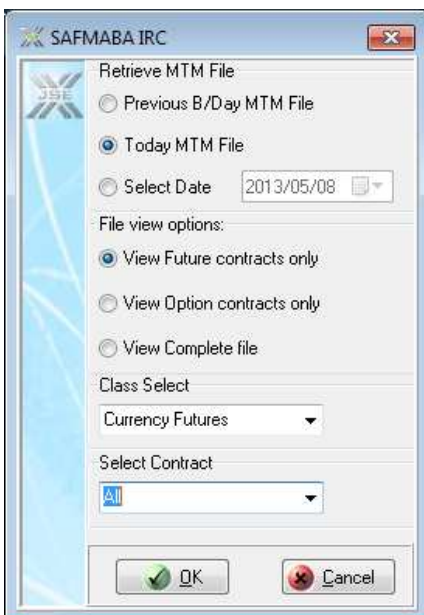 SAFMABA IRC
JSE
Retrieve MTM File
Previous B/Day MTM File
Today MTM File
Select Date 2013/05/08
File view options:
View Future contracts only
View Option contracts only
View Complete file
Class Select
Currency Futures
Select Contract
All
OK Cancel